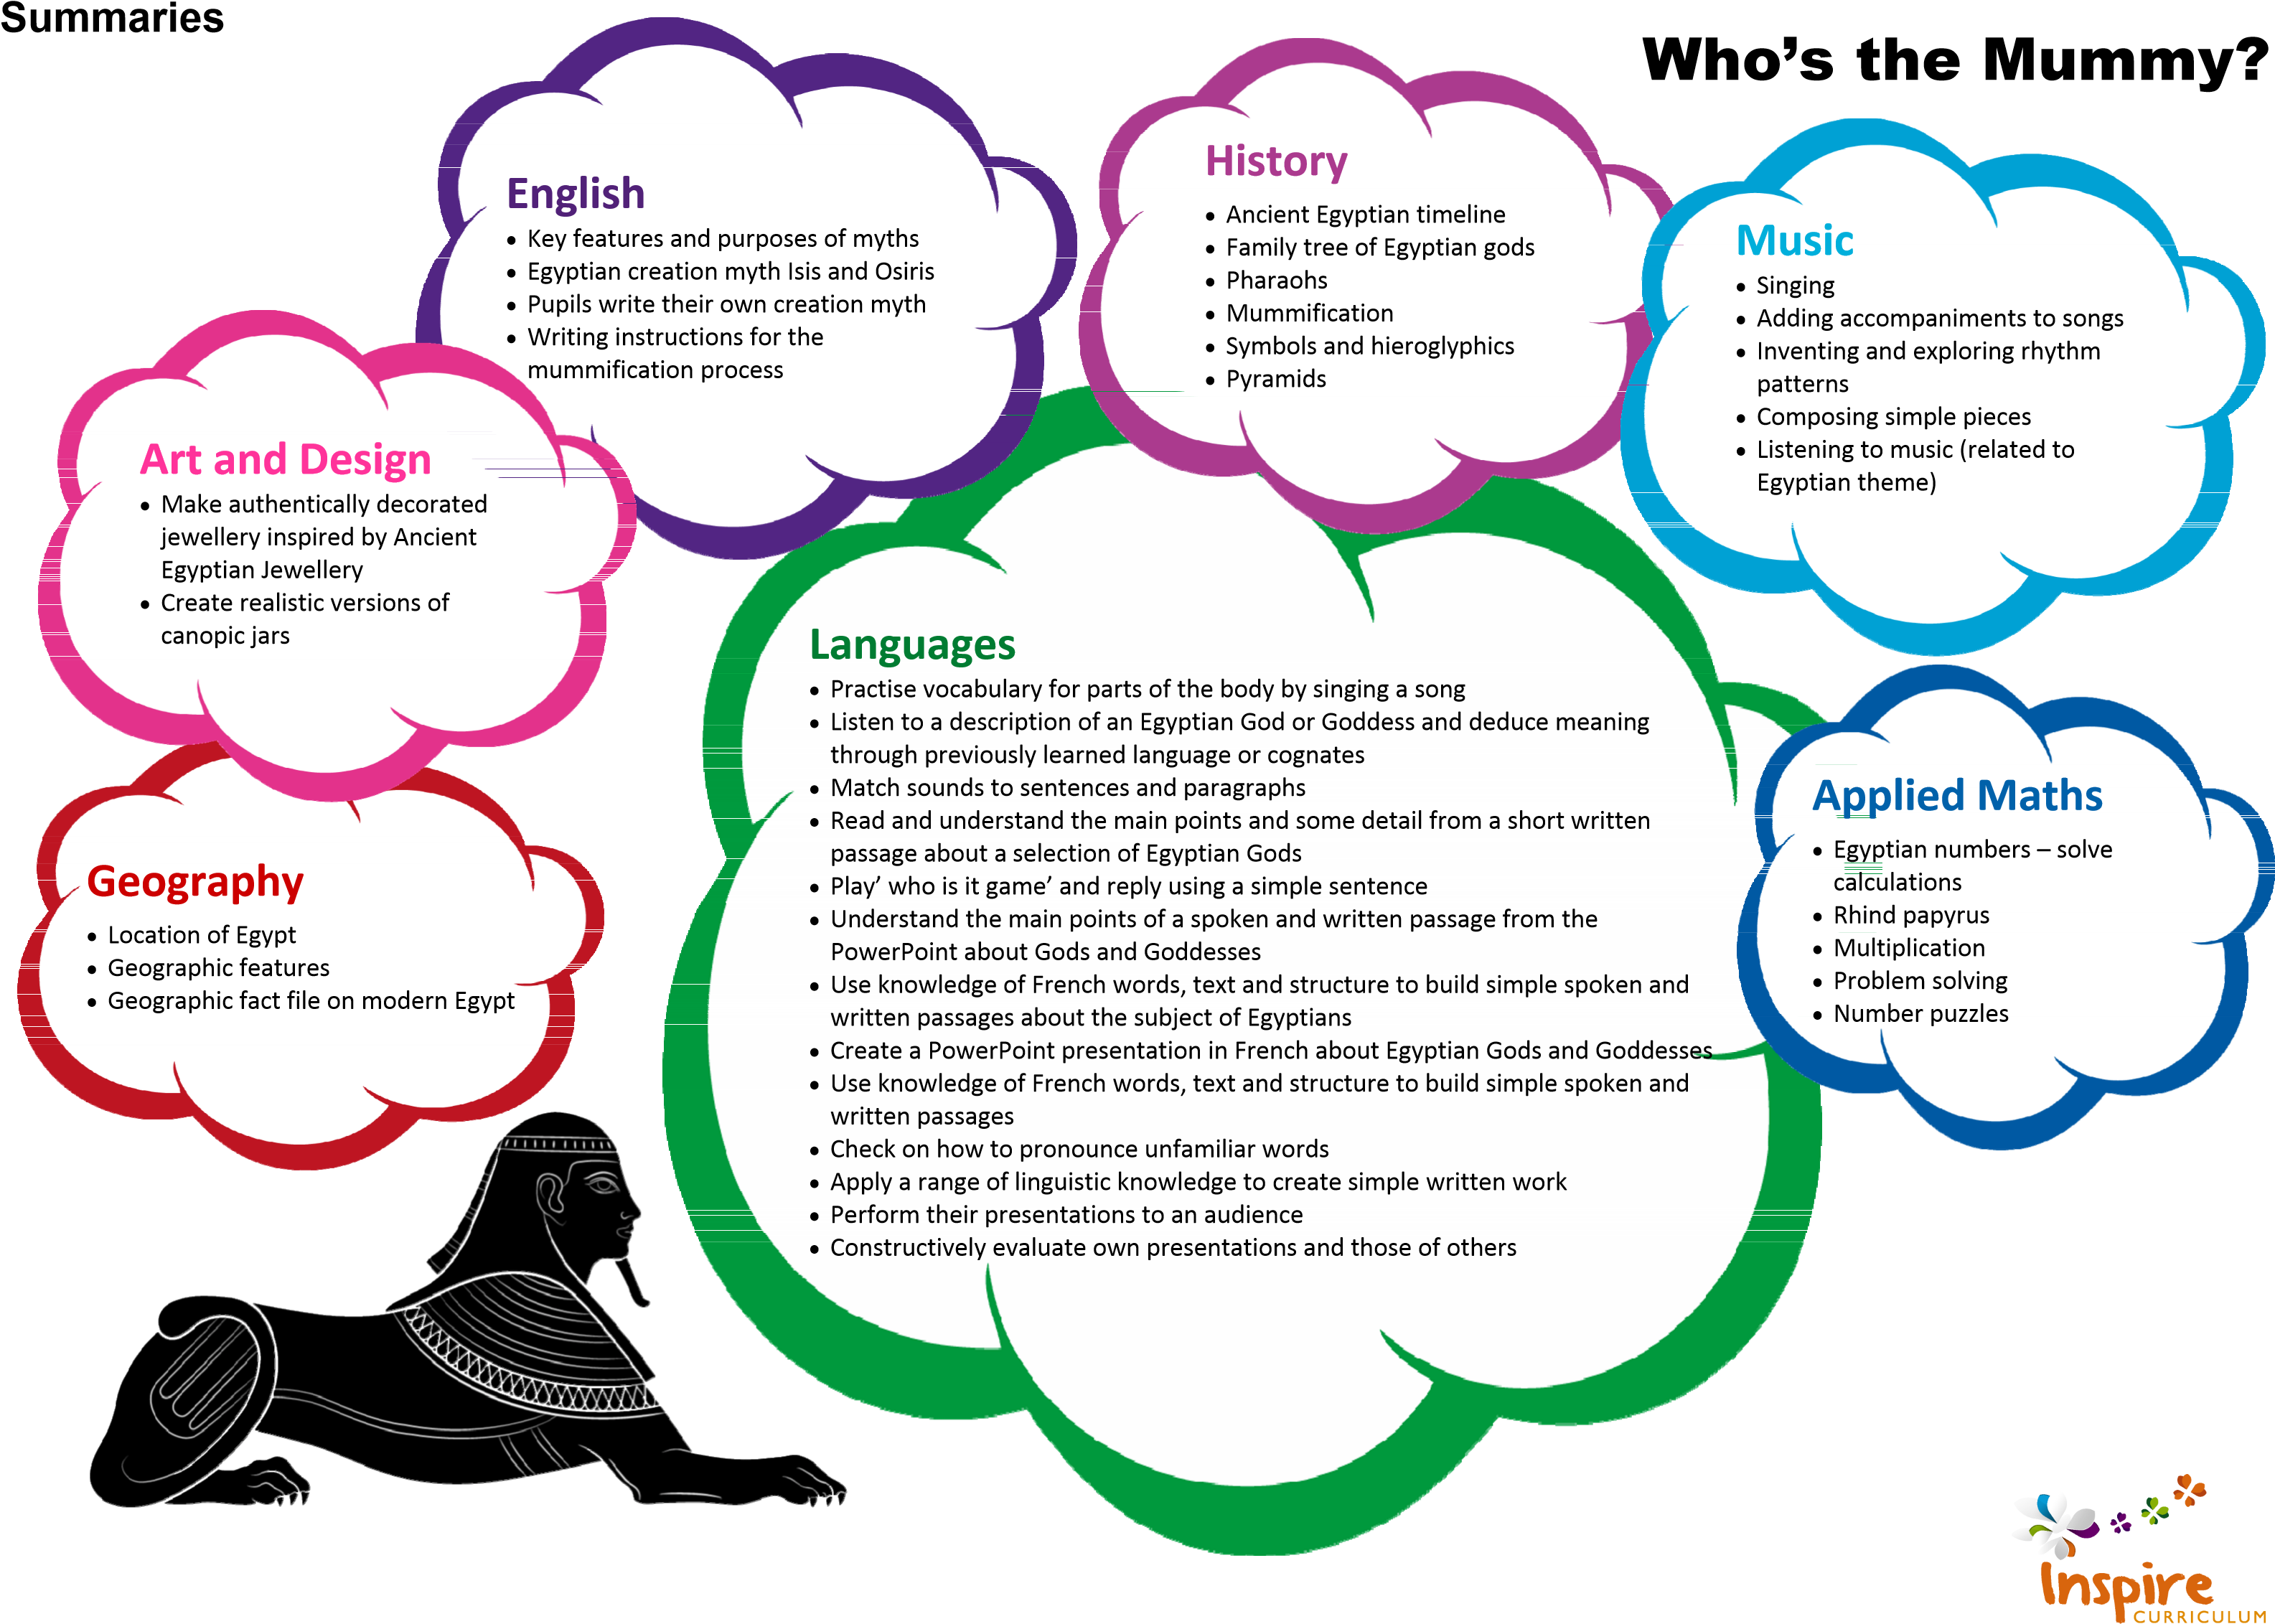 Summaries
Who's the Mummy?
English
• Key features and purposes of myths
• Egyptian creation myth Isis and Osiris
• Pupils write their own creation myth
• Writing instructions for the
mummification process
History
• Ancient Egyptian timeline
• Family tree of Egyptian gods
• Pharaohs
• Mummification
• Symbols and hieroglyphics
• Pyramids
Music
• Singing
• Adding accompaniments to songs
• Inventing and exploring rhythm
patterns
• Composing simple pieces
• Listening to music (related to
Egyptian theme)
Art and Design
• Make authentically decorated
jewellery inspired by Ancient
Egyptian Jewellery
• Create realistic versions of
canopic jars
Languages
• Practise vocabulary for parts of the body by singing a song
• Listen to a description of an Egyptian God or Goddess and deduce meaning
through previously learned language or cognates
• Match sounds to sentences and paragraphs
• Read and understand the main points and some detail from a short written
passage about a selection of Egyptian Gods
• Play’ who is it game’ and reply using a simple sentence
• Understand the main points of a spoken and written passage from the
PowerPoint about Gods and Goddesses
• Use knowledge of French words, text and structure to build simple spoken and
written passages about the subject of Egyptians
• Create a PowerPoint presentation in French about Egyptian Gods and Goddesses
• Use knowledge of French words, text and structure to build simple spoken and
written passages
• Check on how to pronounce unfamiliar words
• Apply a range of linguistic knowledge to create simple written work
• Perform their presentations to an audience
• Constructively evaluate own presentations and those of others
Applied Maths
• Egyptian numbers – solve
calculations
• Rhind papyrus
• Multiplication
• Problem solving
• Number puzzles
Geography
• Location of Egypt
• Geographic features
• Geographic fact file on modern Egypt
Inspire
CURRICULUM